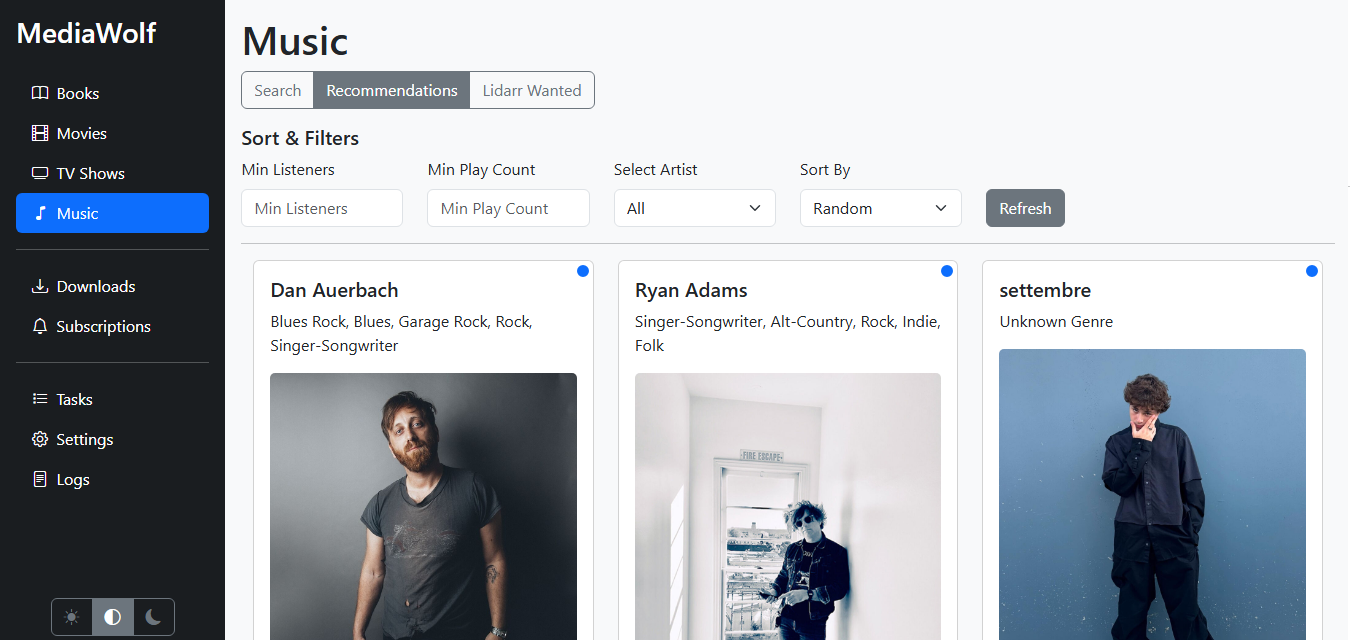 MediaWolf
Books
Movies
TV Shows
Music
Downloads
Subscriptions
Tasks
Settings
Logs
Music
Search Recommendations Lidarr Wanted
Sort & Filters
Min Listeners Min Play Count Select Artist Sort By
Min Listeners Min Play Count All Random Refresh
Dan Auerbach
Blues Rock, Blues, Garage Rock, Rock,
Singer-Songwriter
Ryan Adams
Singer-Songwriter, Alt-Country, Rock, Indie,
Folk
FIRE ESCAPE
settembre
Unknown Genre